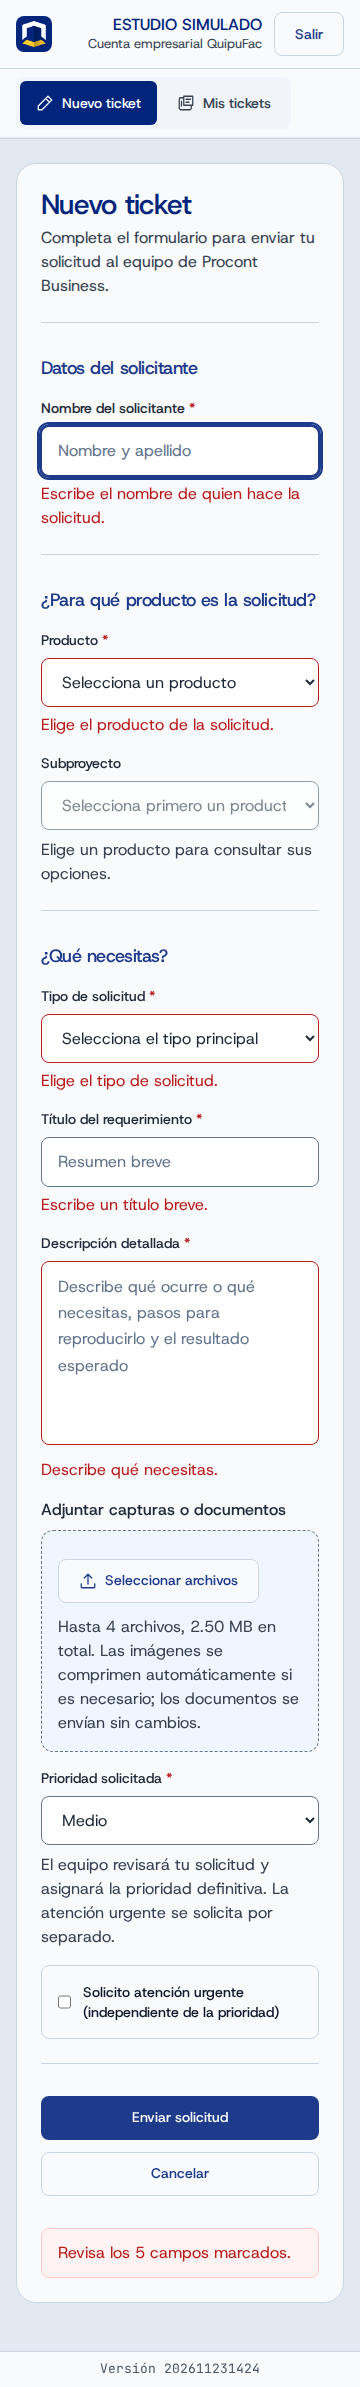 ESTUDIO SIMULADO
Cuenta empresarial QuipuFac
Salir
Nuevo ticket
Mis tickets
Nuevo ticket
Completa el formulario para enviar tu
solicitud al equipo de Procont
Business.
Datos del solicitante
Nombre del solicitante *
Nombre y apellido
Escribe el nombre de quien hace la
solicitud.
¿Para qué producto es la solicitud?
Producto *
Selecciona un producto
Elige el producto de la solicitud.
Subproyecto
Selecciona primero un product
Elige un producto para consultar sus
opciones.
¿Qué necesitas?
Tipo de solicitud *
Selecciona el tipo principal
Elige el tipo de solicitud.
Título del requerimiento *
Resumen breve
Escribe un título breve.
Descripción detallada *
Describe qué ocurre o qué
necesitas, pasos para
reproducirlo y el resultado
esperado
Describe qué necesitas.
Adjuntar capturas o documentos
Seleccionar archivos
Hasta 4 archivos, 2.50 MB en
total. Las imágenes se
comprimen automáticamente si
es necesario; los documentos se
envían sin cambios.
Prioridad solicitada *
Medio
El equipo revisará tu solicitud y
asignará la prioridad definitiva. La
atención urgente se solicita por
separado.
Solicito atención urgente
(independiente de la prioridad)
Enviar solicitud
Cancelar
Revisa los 5 campos marcados.
Versión 202611231424